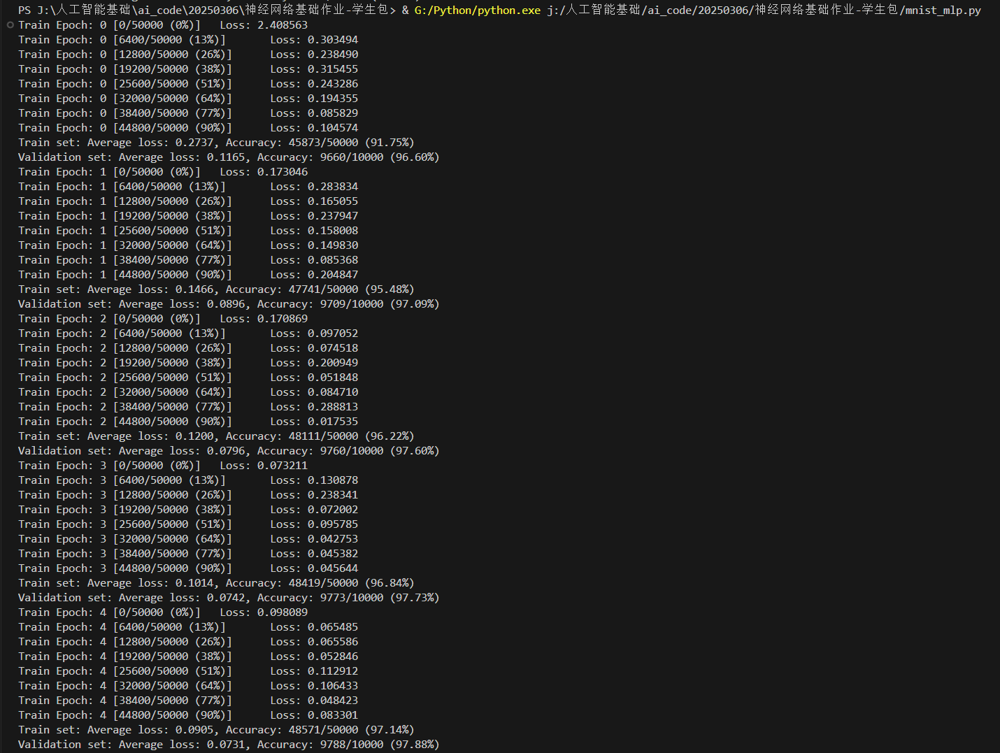 PS J:\人工智能基础\ai_code\20250306\神经网络基础作业-学生包> & G:/Python/python.exe j:/人工智能基础/ai_code/20250306/神经网络基础作业-学生包/mnist_mlp.py
Train Epoch: 0 [0/50000 (0%)]	Loss: 2.408563
Train Epoch: 0 [6400/50000 (13%)]	Loss: 0.303494
Train Epoch: 0 [12800/50000 (26%)]	Loss: 0.238490
Train Epoch: 0 [19200/50000 (38%)]	Loss: 0.315455
Train Epoch: 0 [25600/50000 (51%)]	Loss: 0.243286
Train Epoch: 0 [32000/50000 (64%)]	Loss: 0.194355
Train Epoch: 0 [38400/50000 (77%)]	Loss: 0.085829
Train Epoch: 0 [44800/50000 (90%)]	Loss: 0.104574
Train set: Average loss: 0.2737, Accuracy: 45873/50000 (91.75%)
Validation set: Average loss: 0.1165, Accuracy: 9660/10000 (96.60%)
Train Epoch: 1 [0/50000 (0%)]	Loss: 0.173046
Train Epoch: 1 [6400/50000 (13%)]	Loss: 0.283834
Train Epoch: 1 [12800/50000 (26%)]	Loss: 0.165055
Train Epoch: 1 [19200/50000 (38%)]	Loss: 0.237947
Train Epoch: 1 [25600/50000 (51%)]	Loss: 0.158008
Train Epoch: 1 [32000/50000 (64%)]	Loss: 0.149830
Train Epoch: 1 [38400/50000 (77%)]	Loss: 0.085368
Train Epoch: 1 [44800/50000 (90%)]	Loss: 0.204847
Train set: Average loss: 0.1466, Accuracy: 47741/50000 (95.48%)
Validation set: Average loss: 0.0896, Accuracy: 9709/10000 (97.09%)
Train Epoch: 2 [0/50000 (0%)]	Loss: 0.170869
Train Epoch: 2 [6400/50000 (13%)]	Loss: 0.097052
Train Epoch: 2 [12800/50000 (26%)]	Loss: 0.074518
Train Epoch: 2 [19200/50000 (38%)]	Loss: 0.200949
Train Epoch: 2 [25600/50000 (51%)]	Loss: 0.051848
Train Epoch: 2 [32000/50000 (64%)]	Loss: 0.084710
Train Epoch: 2 [38400/50000 (77%)]	Loss: 0.288813
Train Epoch: 2 [44800/50000 (90%)]	Loss: 0.017535
Train set: Average loss: 0.1200, Accuracy: 48111/50000 (96.22%)
Validation set: Average loss: 0.0796, Accuracy: 9760/10000 (97.60%)
Train Epoch: 3 [0/50000 (0%)]	Loss: 0.073211
Train Epoch: 3 [6400/50000 (13%)]	Loss: 0.130878
Train Epoch: 3 [12800/50000 (26%)]	Loss: 0.238341
Train Epoch: 3 [19200/50000 (38%)]	Loss: 0.072002
Train Epoch: 3 [25600/50000 (51%)]	Loss: 0.095785
Train Epoch: 3 [32000/50000 (64%)]	Loss: 0.042753
Train Epoch: 3 [38400/50000 (77%)]	Loss: 0.045382
Train Epoch: 3 [44800/50000 (90%)]	Loss: 0.045644
Train set: Average loss: 0.1014, Accuracy: 48419/50000 (96.84%)
Validation set: Average loss: 0.0742, Accuracy: 9773/10000 (97.73%)
Train Epoch: 4 [0/50000 (0%)]	Loss: 0.098089
Train Epoch: 4 [6400/50000 (13%)]	Loss: 0.065485
Train Epoch: 4 [12800/50000 (26%)]	Loss: 0.065586
Train Epoch: 4 [19200/50000 (38%)]	Loss: 0.052846
Train Epoch: 4 [25600/50000 (51%)]	Loss: 0.112912
Train Epoch: 4 [32000/50000 (64%)]	Loss: 0.106433
Train Epoch: 4 [38400/50000 (77%)]	Loss: 0.048423
Train Epoch: 4 [44800/50000 (90%)]	Loss: 0.083301
Train set: Average loss: 0.0905, Accuracy: 48571/50000 (97.14%)
Validation set: Average loss: 0.0731, Accuracy: 9788/10000 (97.88%)